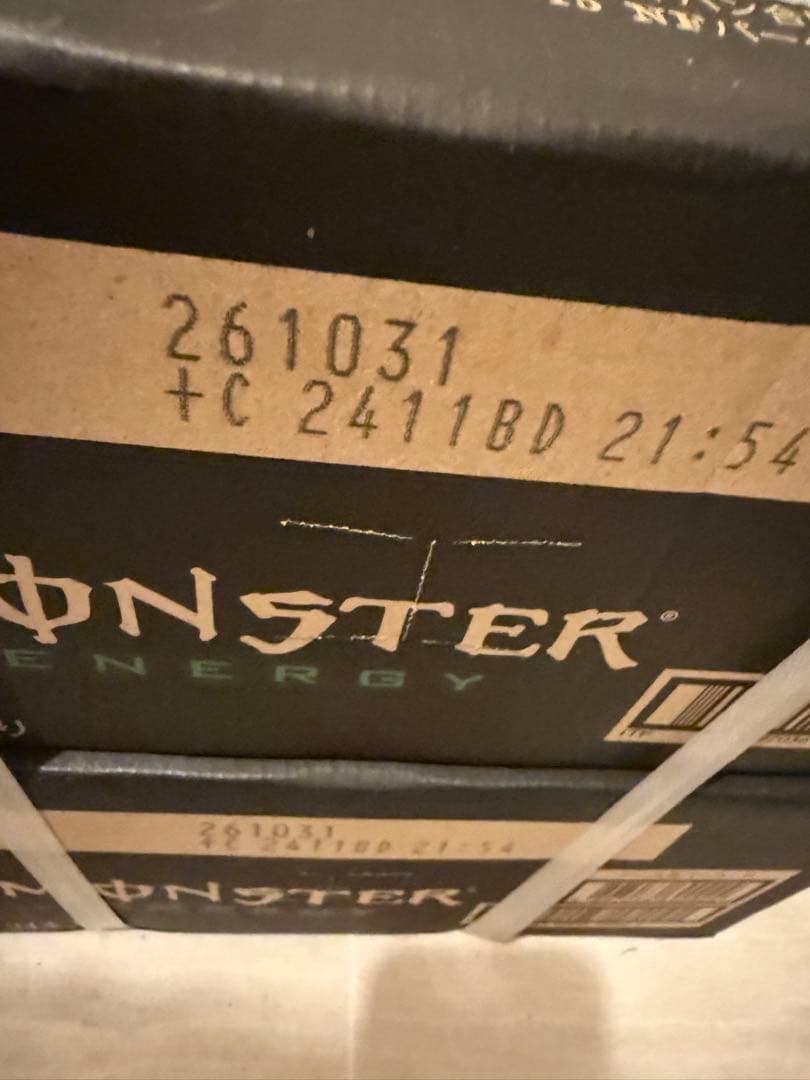 261031
+C 2411BD 21:54
MONSTER®
ENERGY
261031
+C 2411BD 21:54
MONSTER